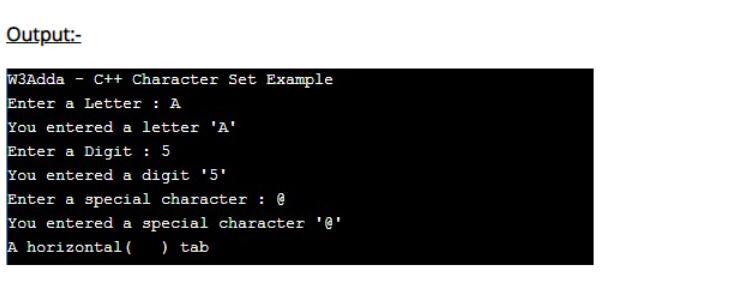 Output:-
W3Adda - C++ Character Set Example
Enter a Letter : A
You entered a letter 'A'
Enter a Digit : 5
You entered a digit '5'
Enter a special character : @
You entered a special character '@'
A horizontal(   ) tab